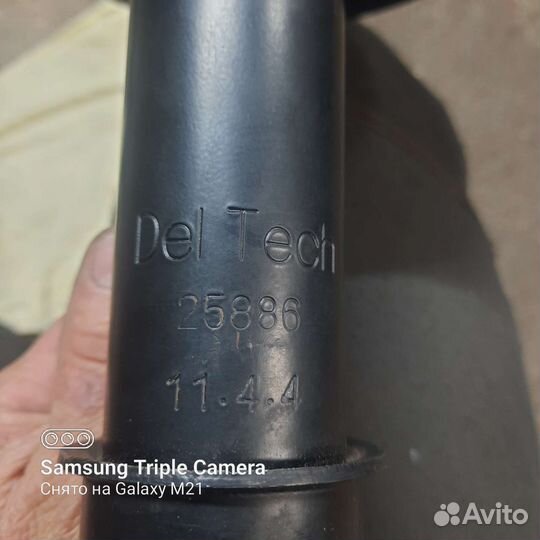 Del Tech
25886
11.4.4
Samsung Triple Camera
Снято на Galaxy M21
Avito